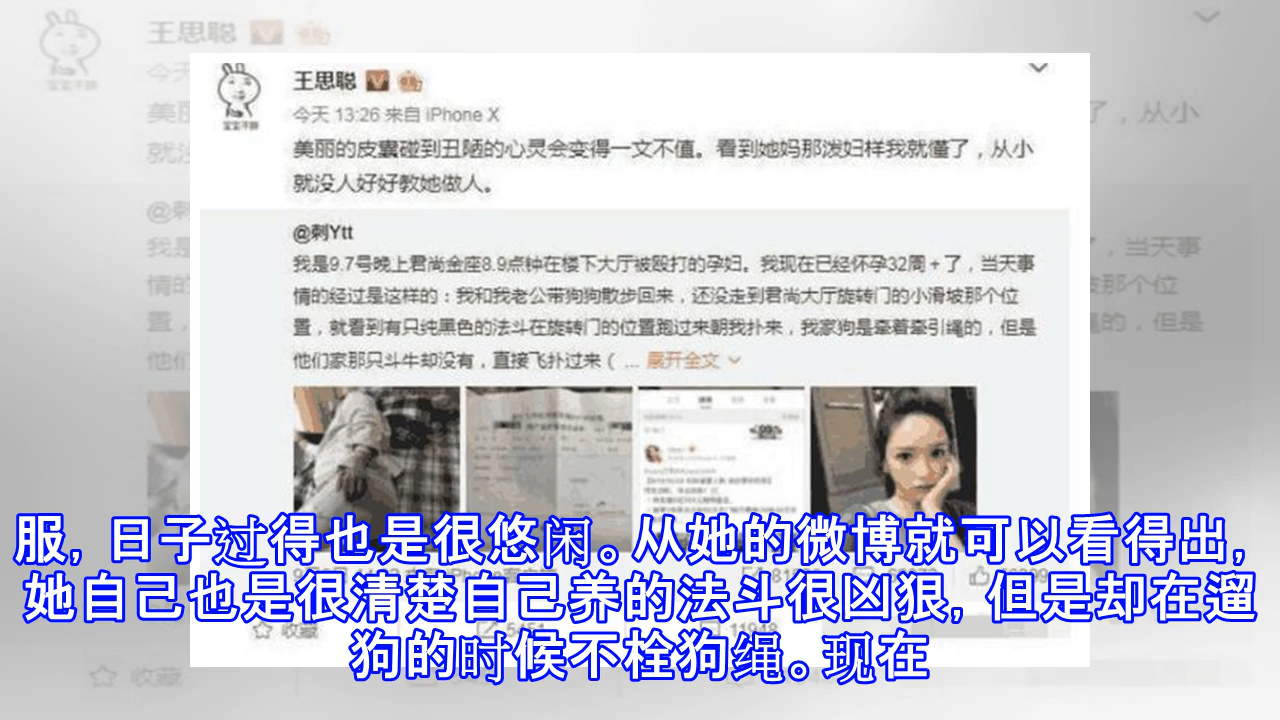 王思聪
今天 13:26 来自 iPhone X
美丽的皮囊碰到丑陋的心灵会变得一文不值。看到她妈那泼妇样我就懂了，从小
就没人好好教她做人。
@刺Ytt
我是9.7号晚上君尚金座8.9点钟在楼下大厅被殴打的孕妇。我现在已经怀孕32周＋了，当天事
情的经过是这样的：我和我老公带狗狗散步回来，还没走到君尚大厅旋转门的小滑坡那个位
置，就看到有只纯黑色的法斗在旋转门的位置跑过来朝我扑来，我家狗是牵着牵引绳的，但是
他们家那只斗牛却没有，直接飞扑过来（ ... 展开全文
服，日子过得也是很悠闲。从她的微博就可以看得出，
她自己也是很清楚自己养的法斗很凶狠，但是却在遛
狗的时候不栓狗绳。现在
收藏
5451
11948
收藏